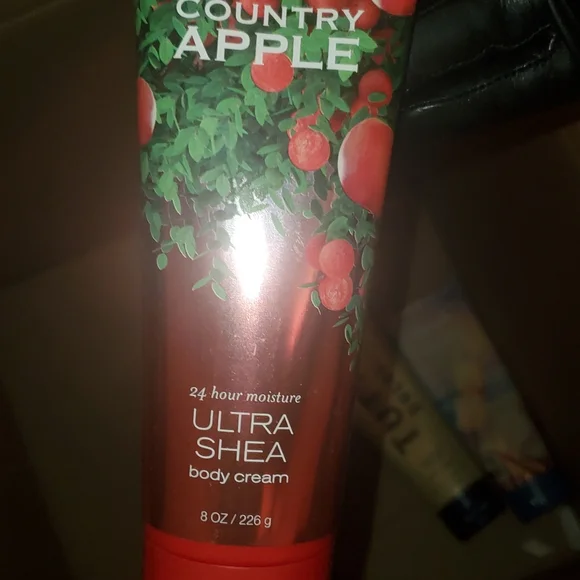 COUNTRY
APPLE
24 hour moisture
ULTRA
SHEA
body cream
8 OZ / 226 g